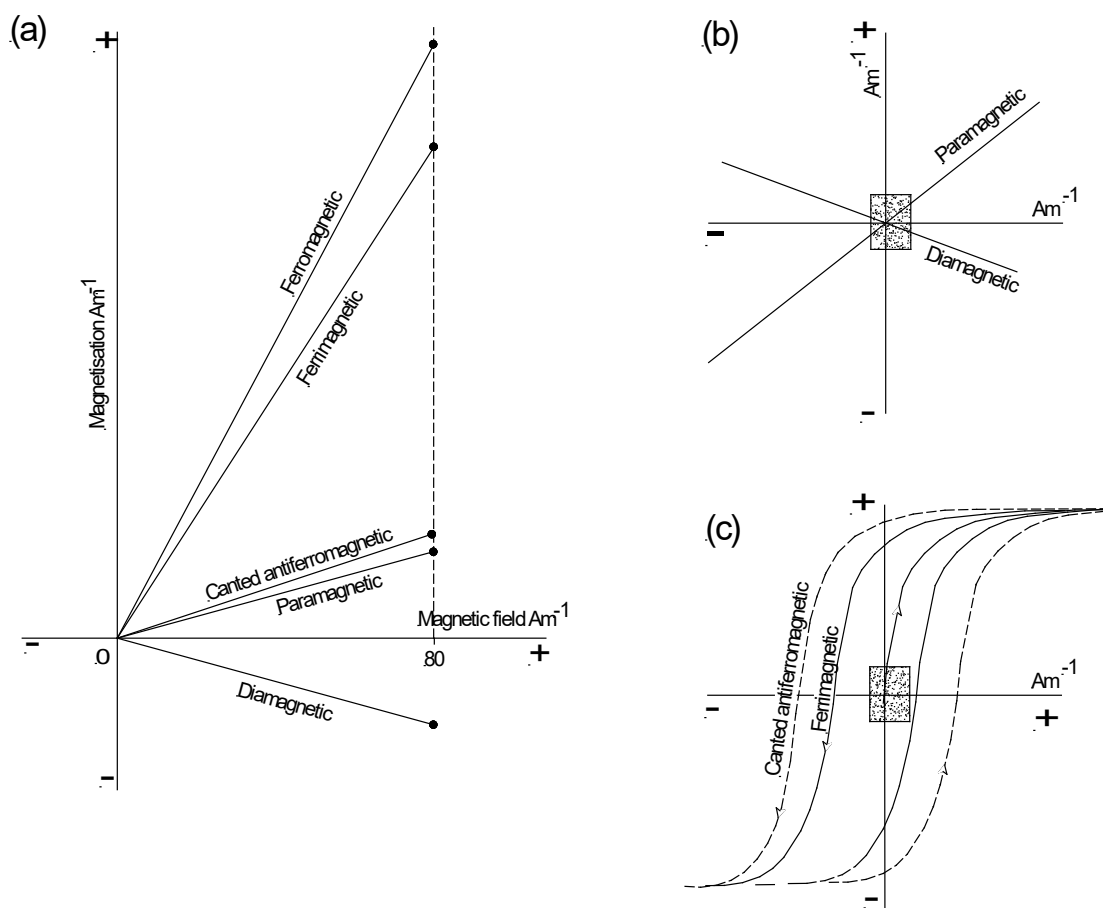 (a)
+
Magnetisation Am⁻¹
Ferromagnetic
Ferrimagnetic
Canted antiferromagnetic
Paramagnetic
Magnetic field Am⁻¹
-
O
80
+
Diamagnetic
-
(b)
+
Am⁻¹
Paramagnetic
Am⁻¹
-
Diamagnetic
-
(c)
+
Canted antiferromagnetic
Ferrimagnetic
Am⁻¹
-
+
-